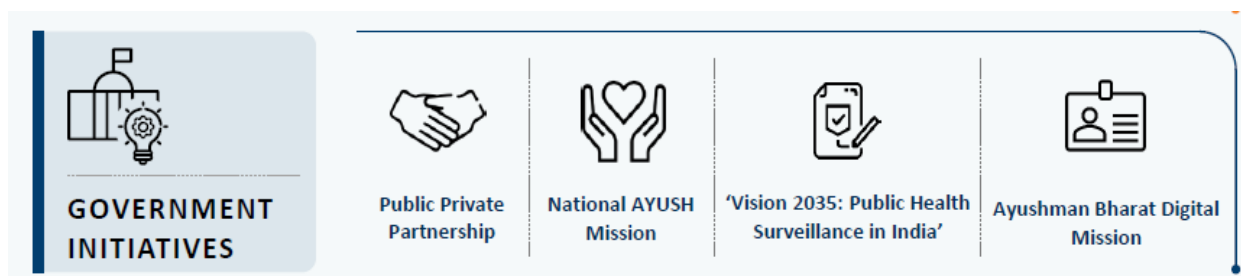 GOVERNMENT
INITIATIVES
Public Private
Partnership
National AYUSH
Mission
‘Vision 2035: Public Health
Surveillance in India’
Ayushman Bharat Digital
Mission